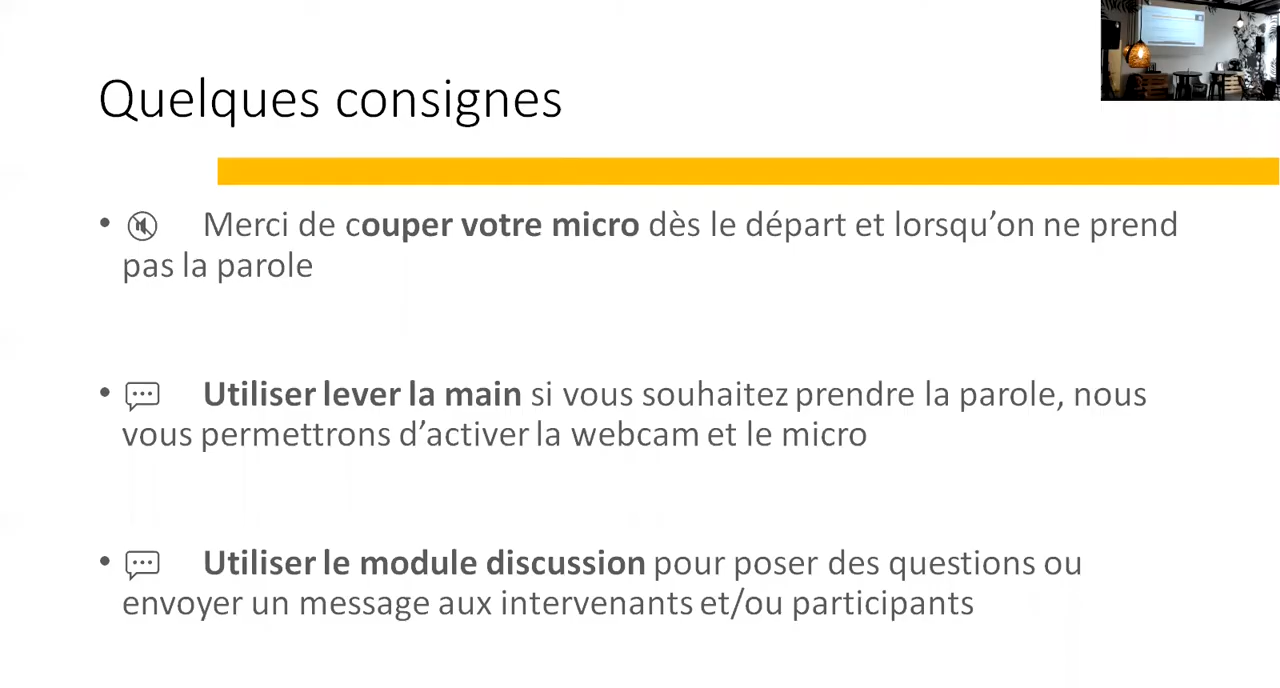 Quelques consignes
• Merci de couper votre micro dès le départ et lorsqu’on ne prend
pas la parole
• Utiliser lever la main si vous souhaitez prendre la parole, nous
vous permettrons d’activer la webcam et le micro
• Utiliser le module discussion pour poser des questions ou
envoyer un message aux intervenants et/ou participants